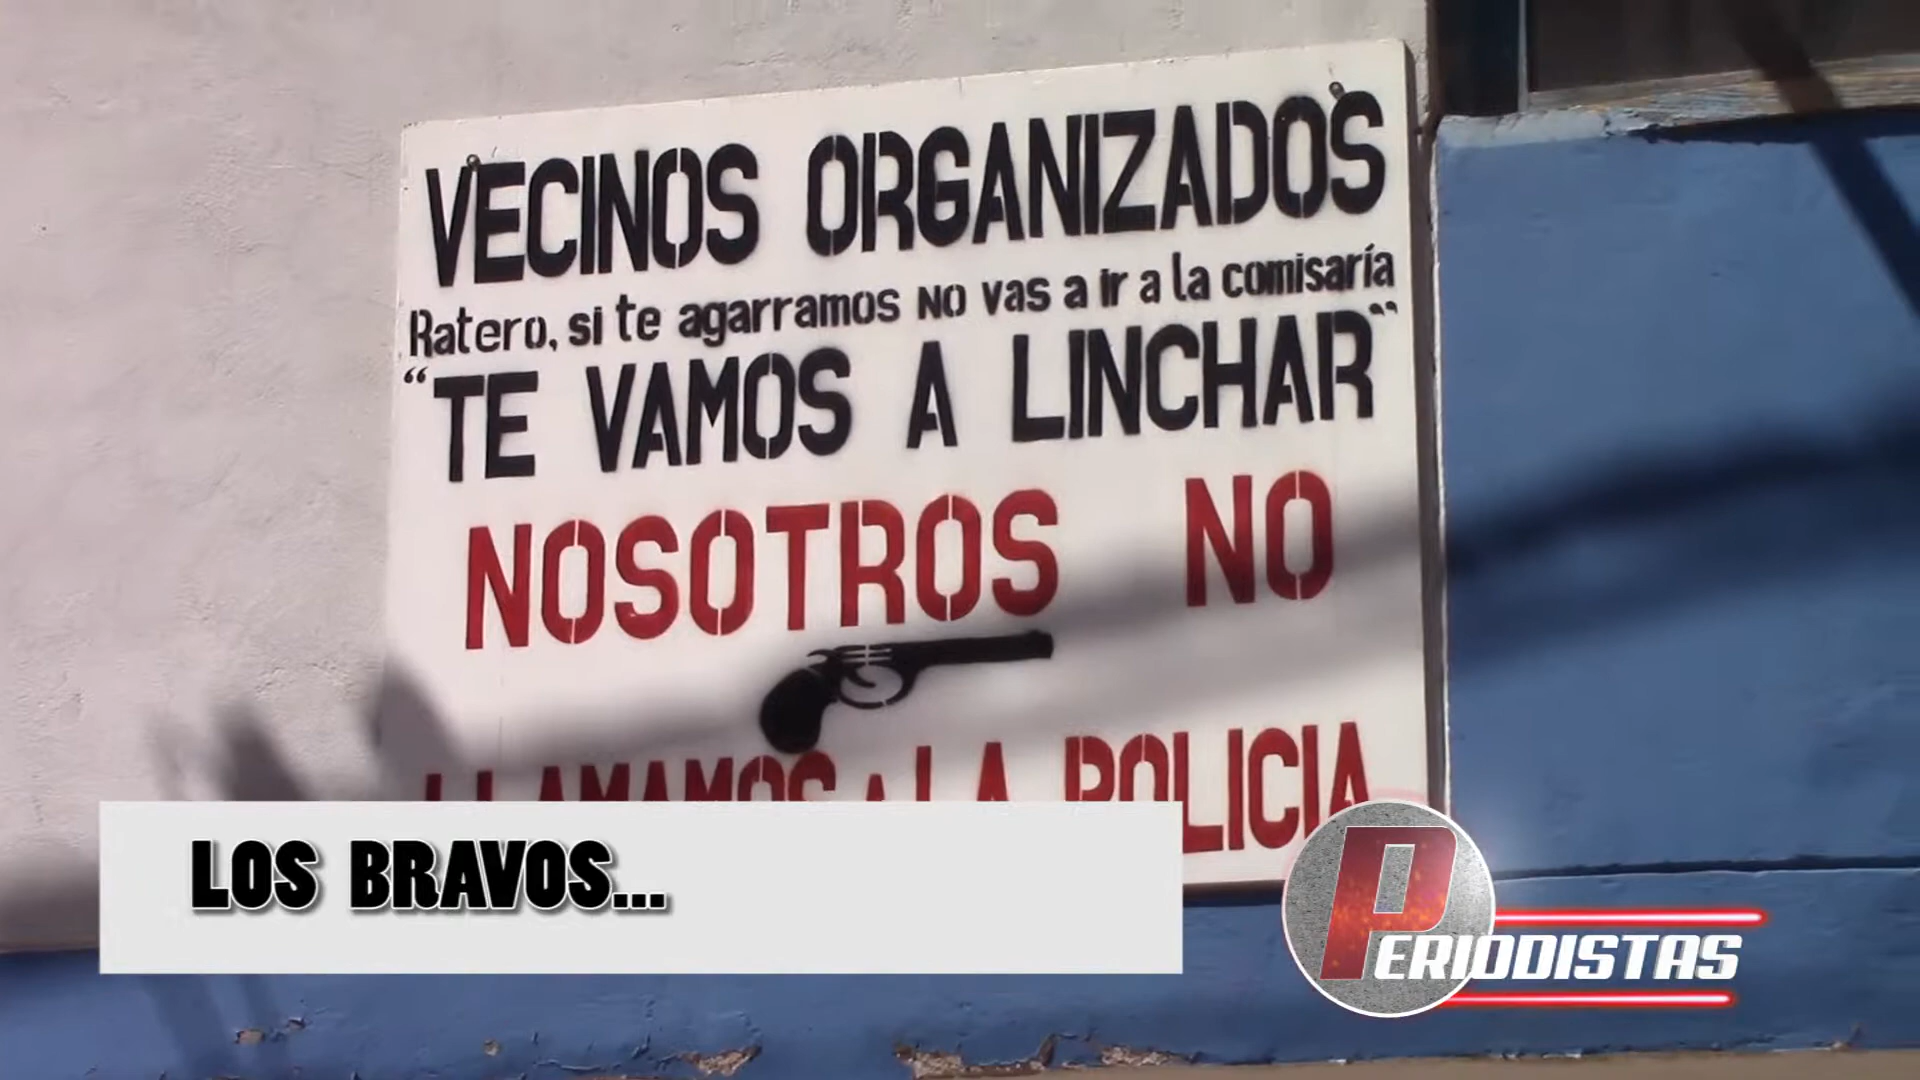 VECINOS ORGANIZADOS
Ratero, si te agarramos NO vas a ir a la comisaría
“TE VAMOS A LINCHAR”
NOSOTROS NO
LLAMAMOS A LA POLICIA
LOS BRAVOS...
PERIODISTAS